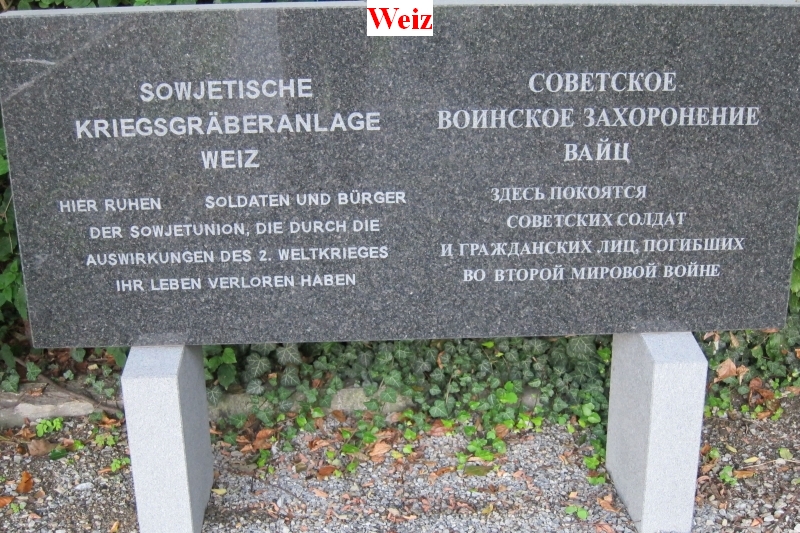 Weiz
SOWJETISCHE
KRIEGSGRÄBERANLAGE
WEIZ
HIER RUHEN SOLDATEN UND BÜRGER
DER SOWJETUNION, DIE DURCH DIE
AUSWIRKUNGEN DES 2. WELTKRIEGES
IHR LEBEN VERLOREN HABEN
СОВЕТСКОЕ
ВОИНСКОЕ ЗАХОРОНЕНИЕ
ВАЙЦ
ЗДЕСЬ ПОКОЯТСЯ
СОВЕТСКИХ СОЛДАТ
И ГРАЖДАНСКИХ ЛИЦ, ПОГИБШИХ
ВО ВТОРОЙ МИРОВОЙ ВОЙНЕ